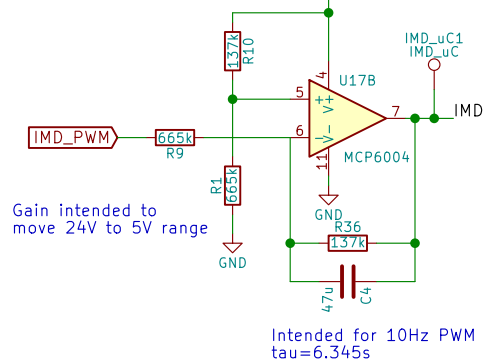 IMD_uC1
IMD_uC
137k
R10
U17B
4
V+
5
+
7
IMD
IMD_PWM
665k
R9
6
-
V-
11
MCP6004
R1
665k
GND
Gain intended to
move 24V to 5V range
GND
R36
137k
47u
C4
Intended for 10Hz PWM
tau=6.345s